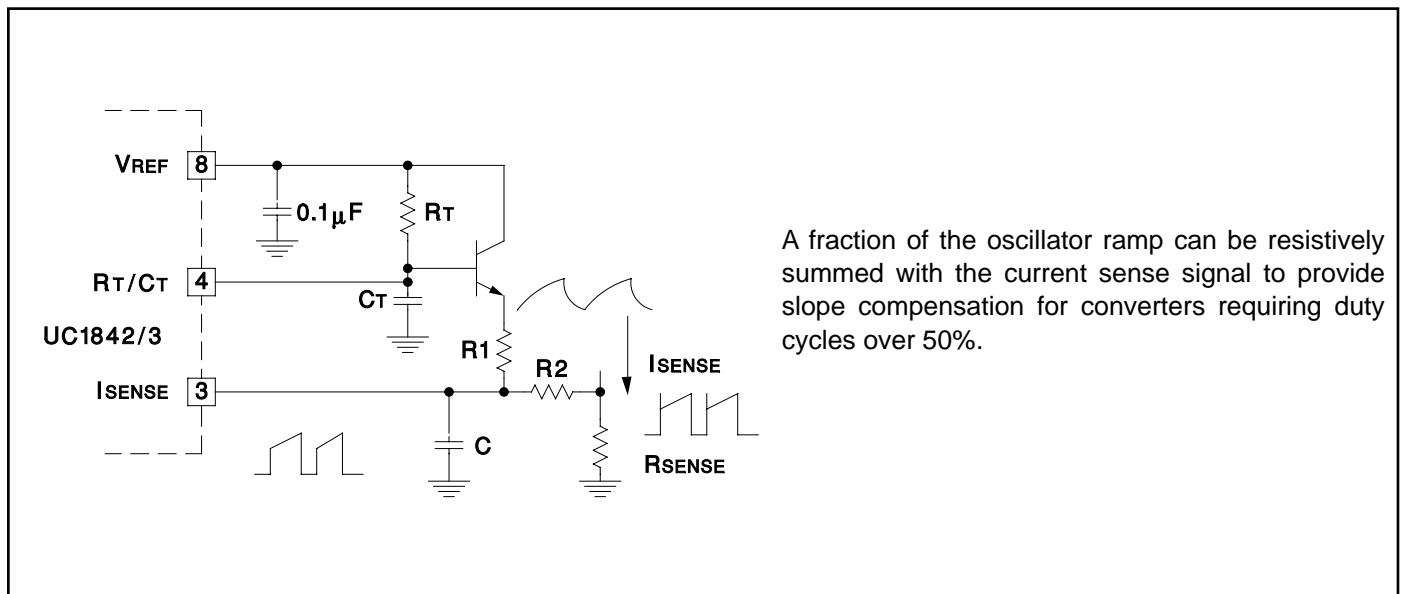 VREF 8
0.1μF RT
RT/CT 4
CT
UC1842/3
R1
R2
ISENSE
ISENSE 3
C
RSENSE
A fraction of the oscillator ramp can be resistively
summed with the current sense signal to provide
slope compensation for converters requiring duty
cycles over 50%.